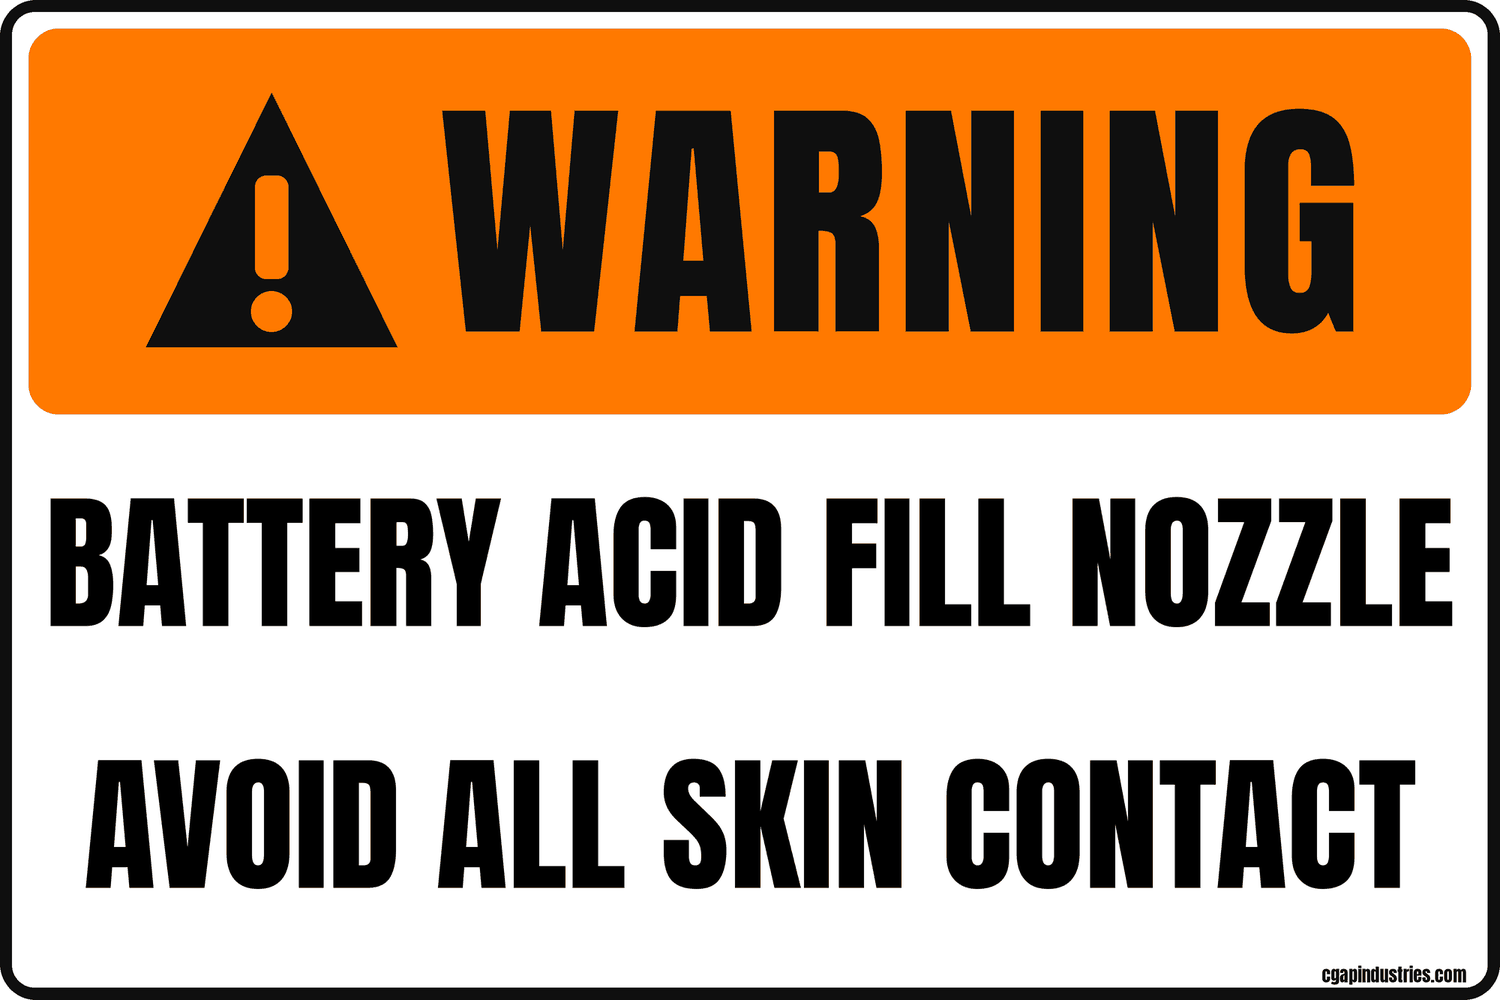 WARNING
BATTERY ACID FILL NOZZLE
AVOID ALL SKIN CONTACT
cgapindustries.com